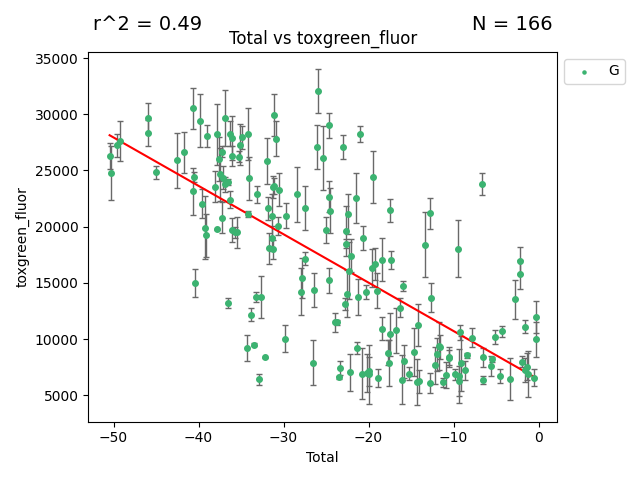 r^2 = 0.49
N = 166
Total vs toxgreen_fluor
G
35000
30000
25000
20000
15000
10000
5000
toxgreen_fluor
−50
−40
−30
−20
−10
0
Total